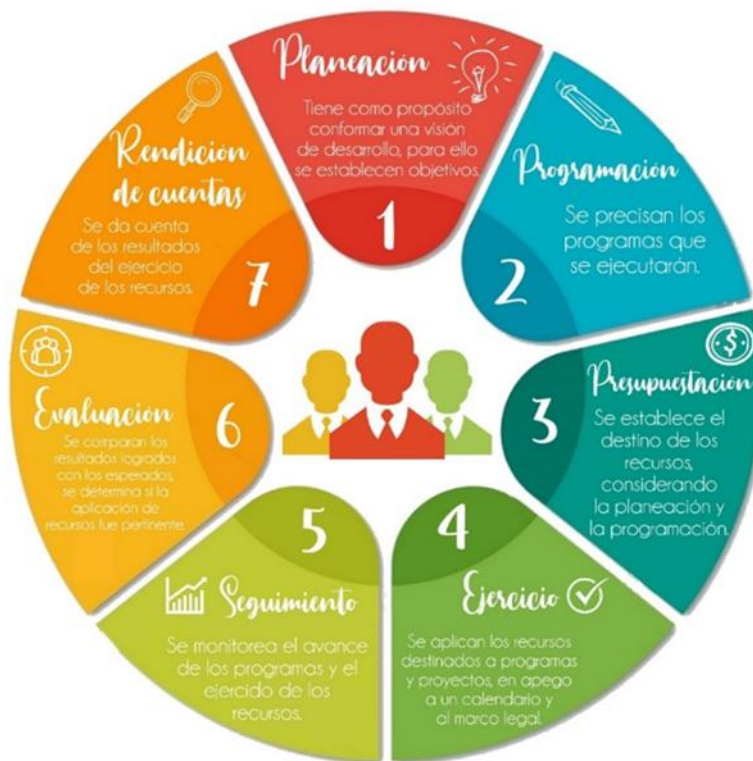 Planeación
Tiene como propósito
conformar una visión
de desarrollo, para ello
se establecen objetivos.
1
Programación
Se precisan los
programas que
se ejecutarán.
2
Presupuestación
Se establece el
destino de los
recursos,
considerando
la planeación y
la programación.
3
Ejercicio
Se aplican los recursos
destinados a programas
y proyectos, en apego
a un calendario y
al marco legal.
4
Seguimiento
Se monitorea el avance
de los programas y el
ejercido de los
recursos.
5
Evaluación
Se comparan los
resultados logrados
con los esperados,
se determina si la
aplicación de
recursos fue pertinente.
6
Rendición
de cuentas
Se da cuenta
de los resultados
del ejercicio
de los recursos.
7
$